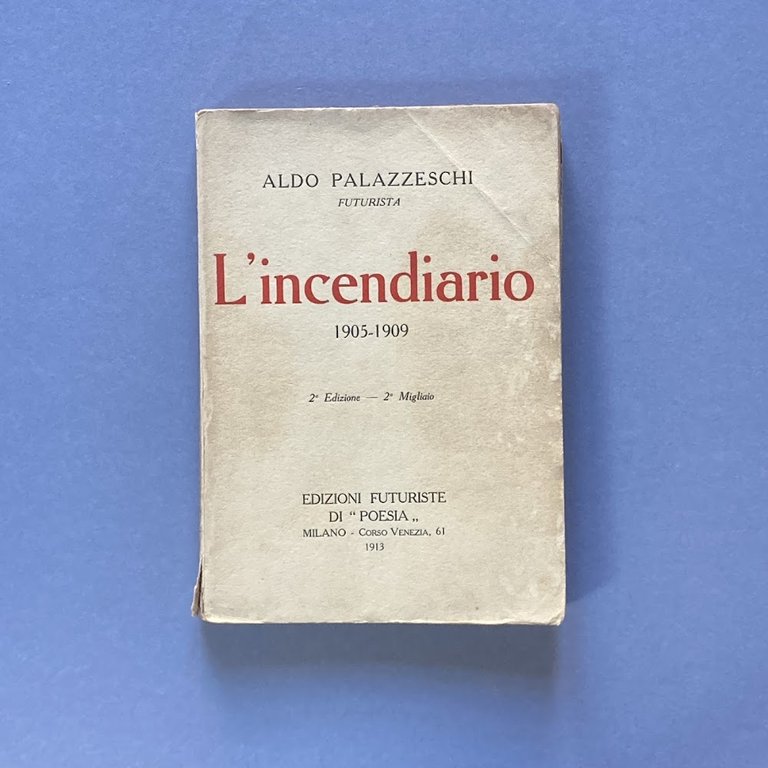 ALDO PALAZZESCHI
FUTURISTA
L'incendiario
1905-1909
2ª Edizione — 2º Migliaio
EDIZIONI FUTURISTE
DI “ POESIA „
MILANO - CORSO VENEZIA, 61
1913